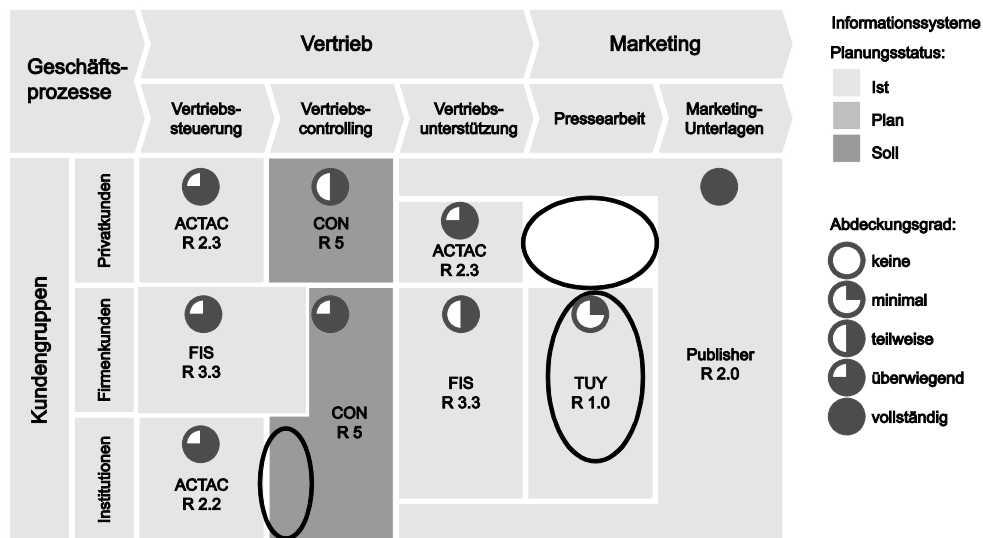 Geschäfts-
prozesse
Vertrieb
Marketing
Vertriebs-
steuerung
Vertriebs-
controlling
Vertriebs-
unterstützung
Pressearbeit
Marketing-
Unterlagen
Kundengruppen
Privatkunden
ACTAC
R 2.3
CON
R 5
ACTAC
R 2.3
Firmenkunden
FIS
R 3.3
CON
R 5
FIS
R 3.3
TUY
R 1.0
Publisher
R 2.0
Institutionen
ACTAC
R 2.2
Informationssysteme
Planungsstatus:
Ist
Plan
Soll
Abdeckungsgrad:
keine
minimal
teilweise
überwiegend
vollständig